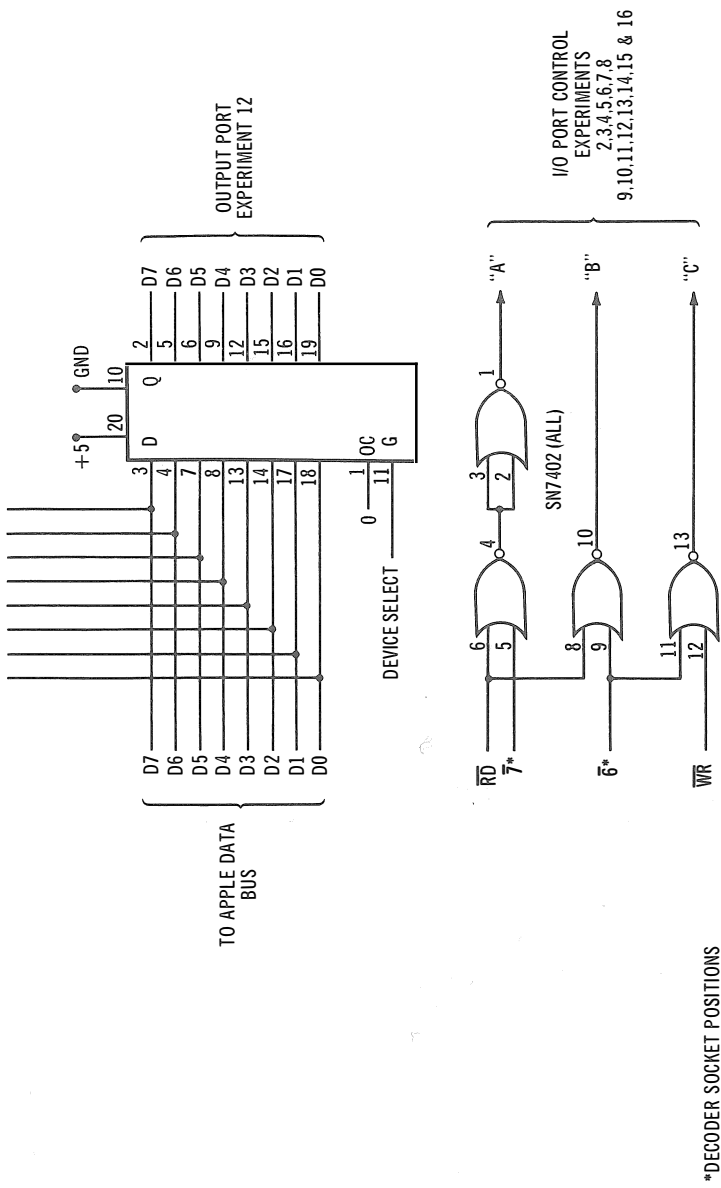 TO APPLE DATA
BUS
D7
D6
D5
D4
D3
D2
D1
D0
+5
GND
20
10
D
Q
3
4
7
8
13
14
17
18
1
OC
11
G
0
DEVICE SELECT
2
5
6
9
12
15
16
19
D7
D6
D5
D4
D3
D2
D1
D0
OUTPUT PORT
EXPERIMENT 12
RD
7*
6*
WR
6
5
4
3
2
1
"A"
SN7402 (ALL)
8
9
10
"B"
11
12
13
"C"
I/O PORT CONTROL
EXPERIMENTS
2,3,4,5,6,7,8
9,10,11,12,13,14,15 & 16
*DECODER SOCKET POSITIONS